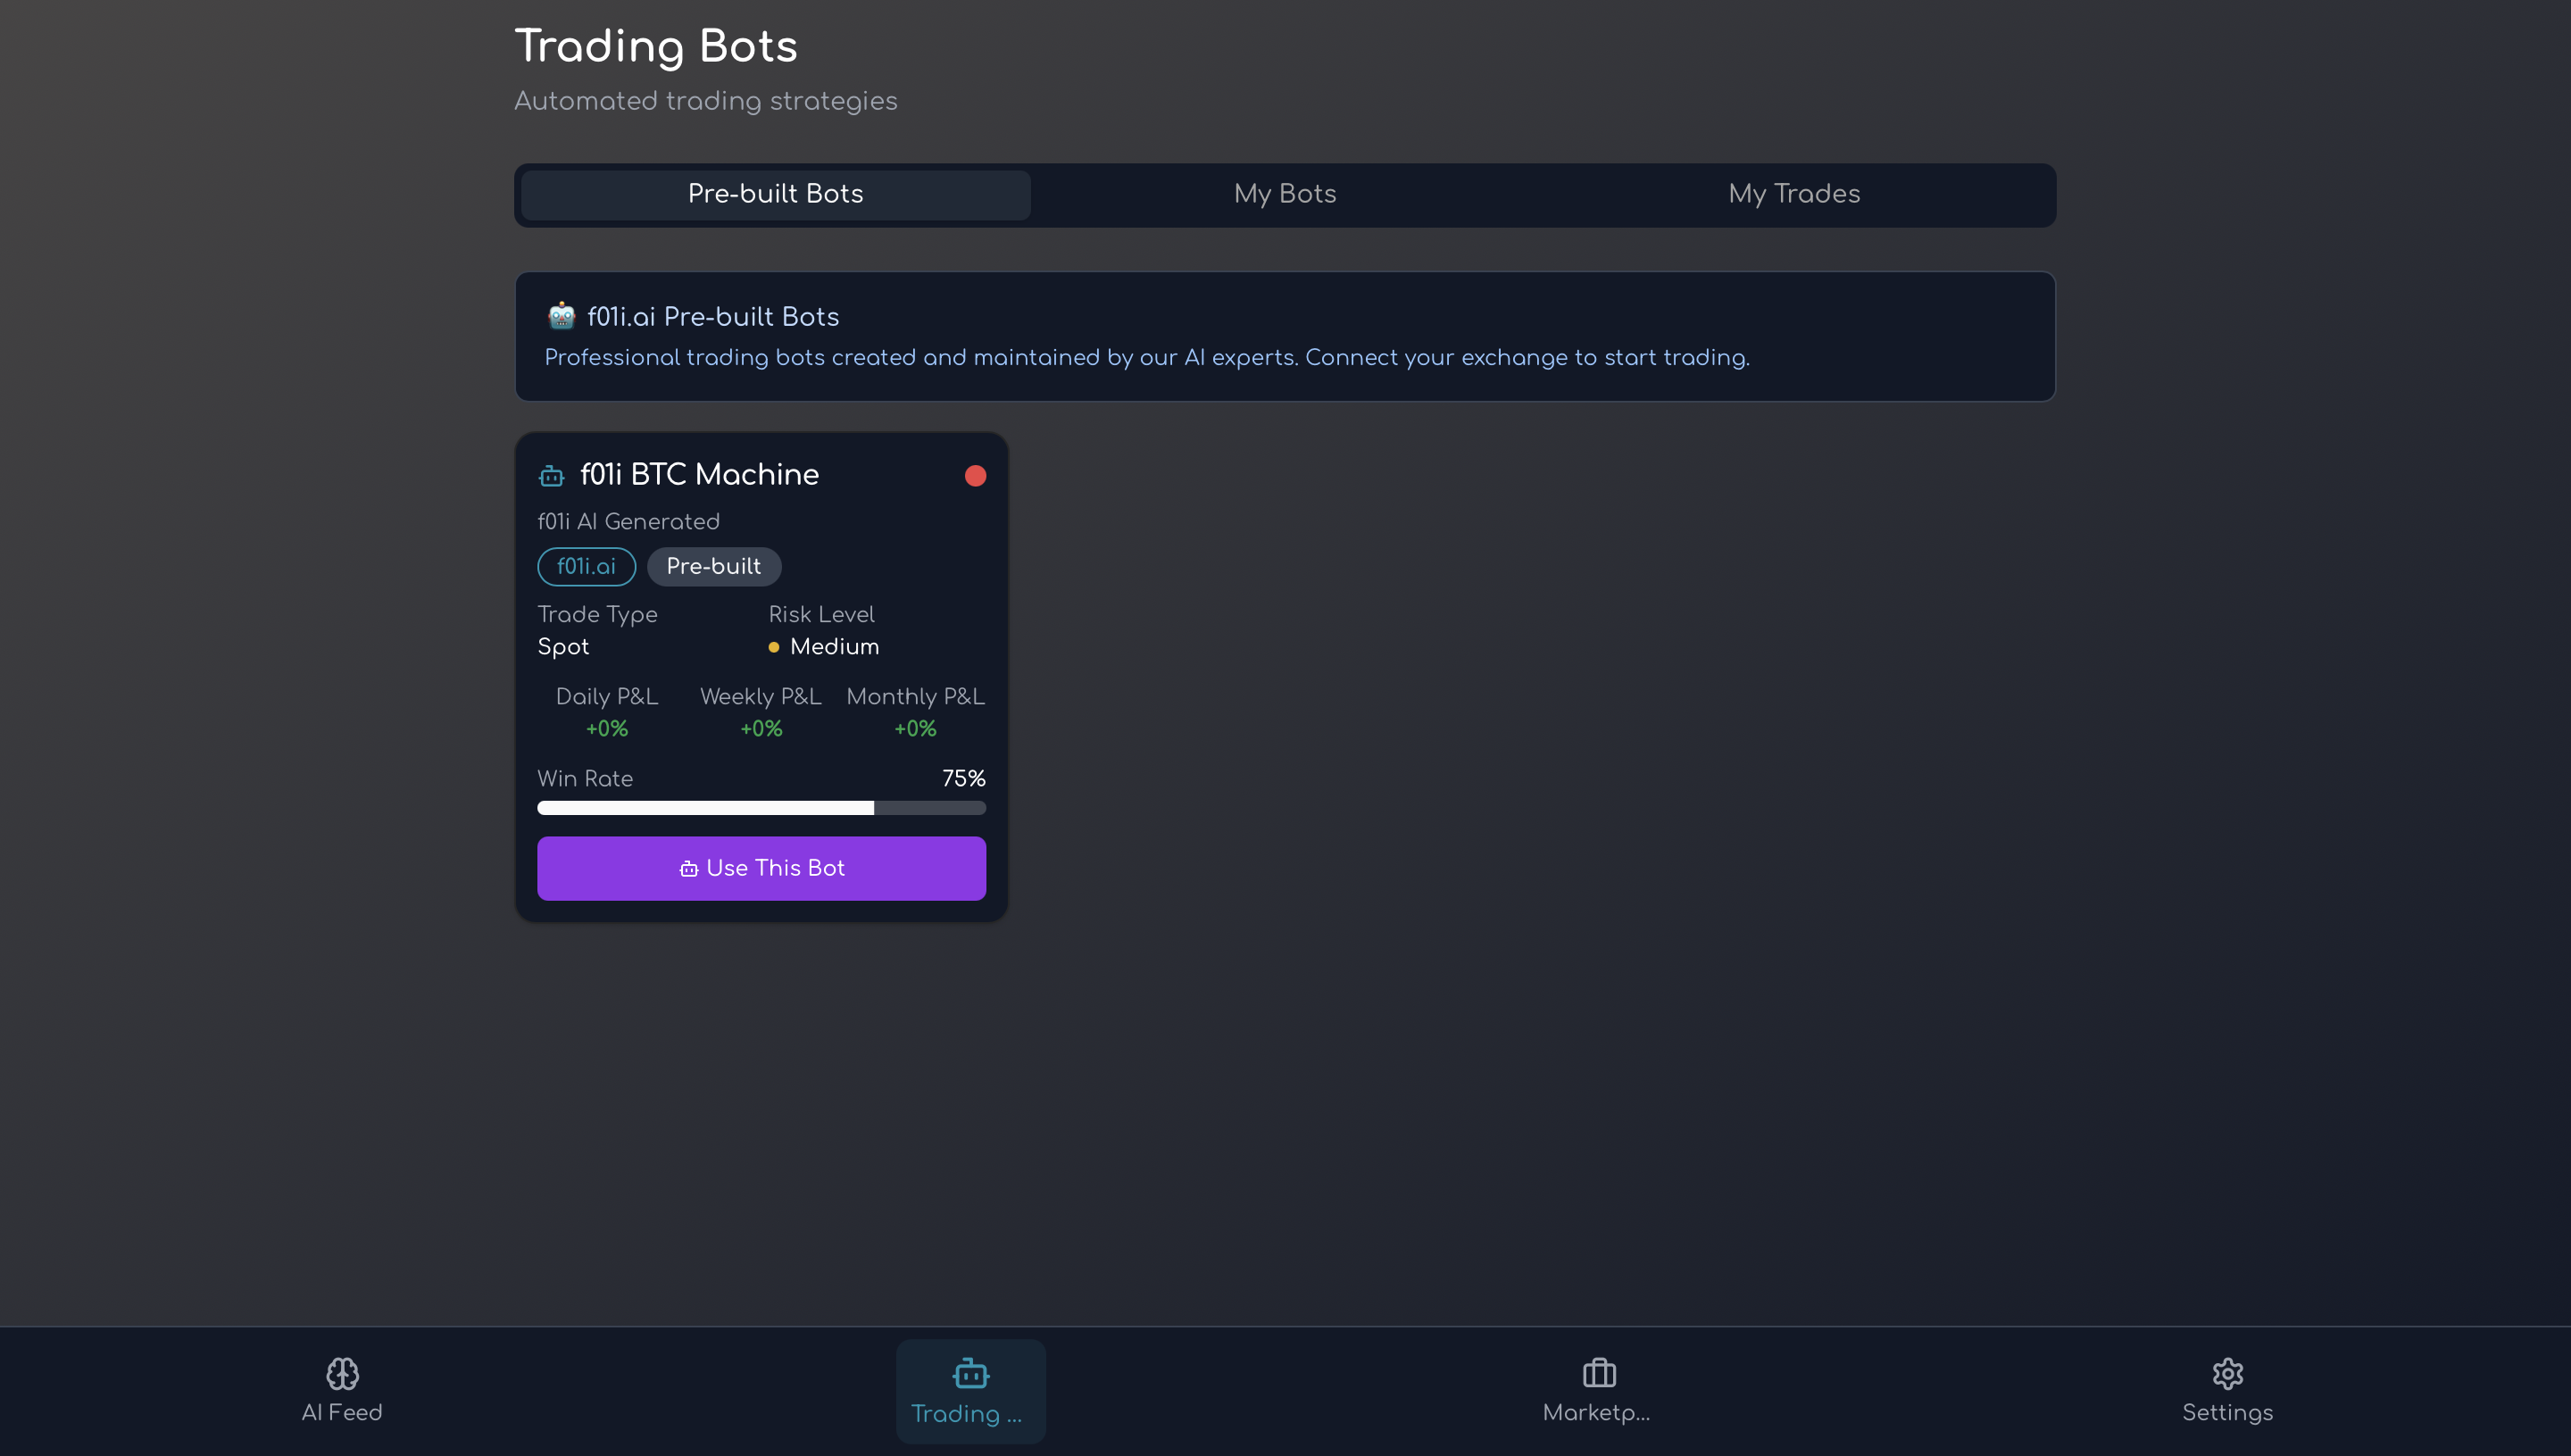 Trading Bots
Automated trading strategies
Pre-built Bots
My Bots
My Trades
f01i.ai Pre-built Bots
Professional trading bots created and maintained by our AI experts. Connect your exchange to start trading.
f01i BTC Machine
f01i AI Generated
f01i.ai
Pre-built
Trade Type
Risk Level
Spot
Medium
Daily P&L
Weekly P&L
Monthly P&L
+0%
+0%
+0%
Win Rate
75%
Use This Bot
AI Feed
Trading ...
Marketp...
Settings